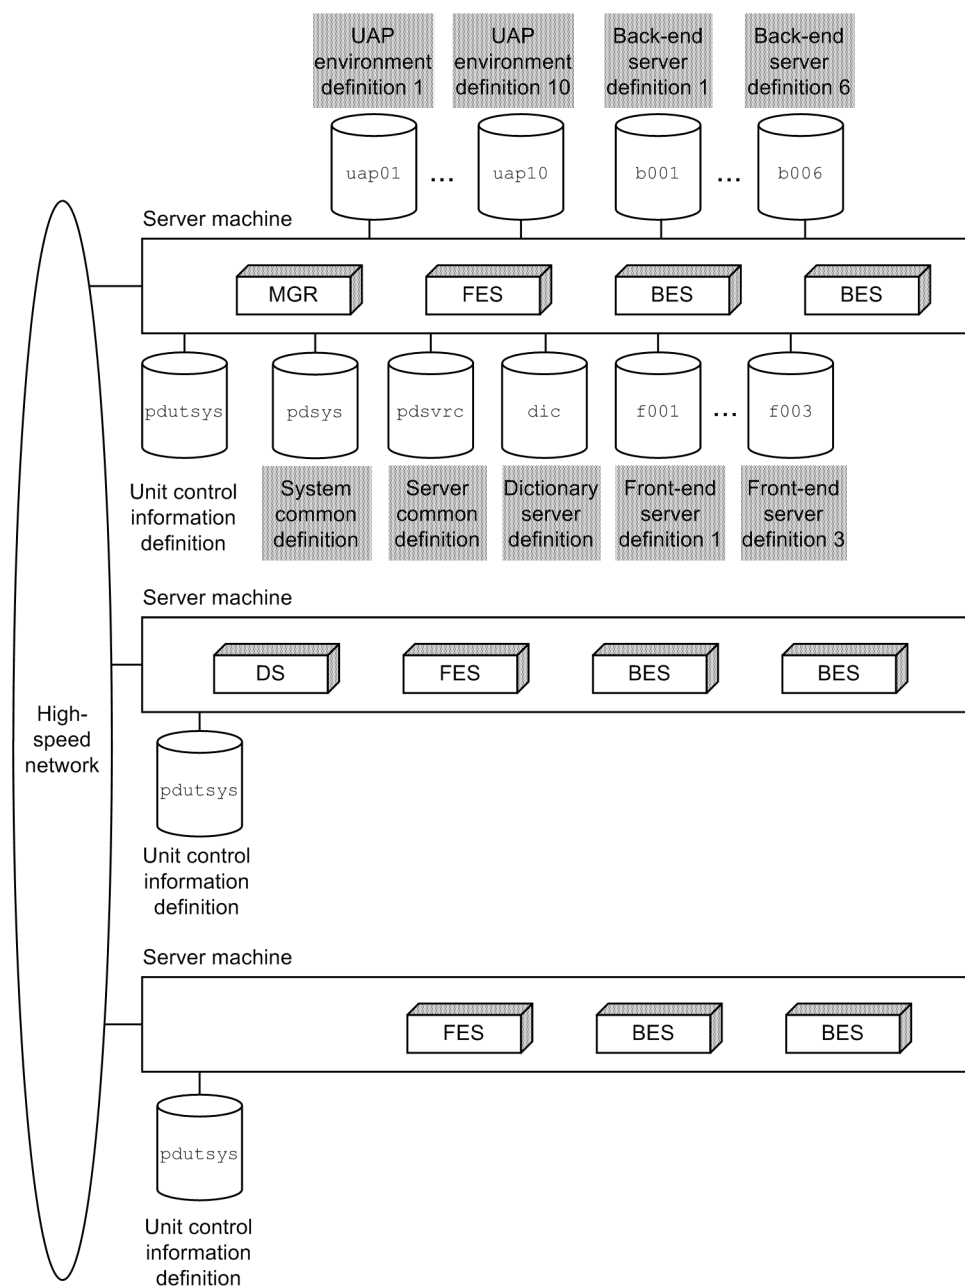 UAP
environment
definition 1
UAP
environment
definition 10
Back-end
server
definition 1
Back-end
server
definition 6
uap01
...
uap10
b001
...
b006
Server machine
MGR
FES
BES
BES
pdutsys
pdsys
pdsvrc
dic
f001
...
f003
Unit control
information
definition
System
common
definition
Server
common
definition
Dictionary
server
definition
Front-end
server
definition 1
Front-end
server
definition 3
Server machine
DS
FES
BES
BES
High-
speed
network
pdutsys
Unit control
information
definition
Server machine
FES
BES
BES
pdutsys
Unit control
information
definition